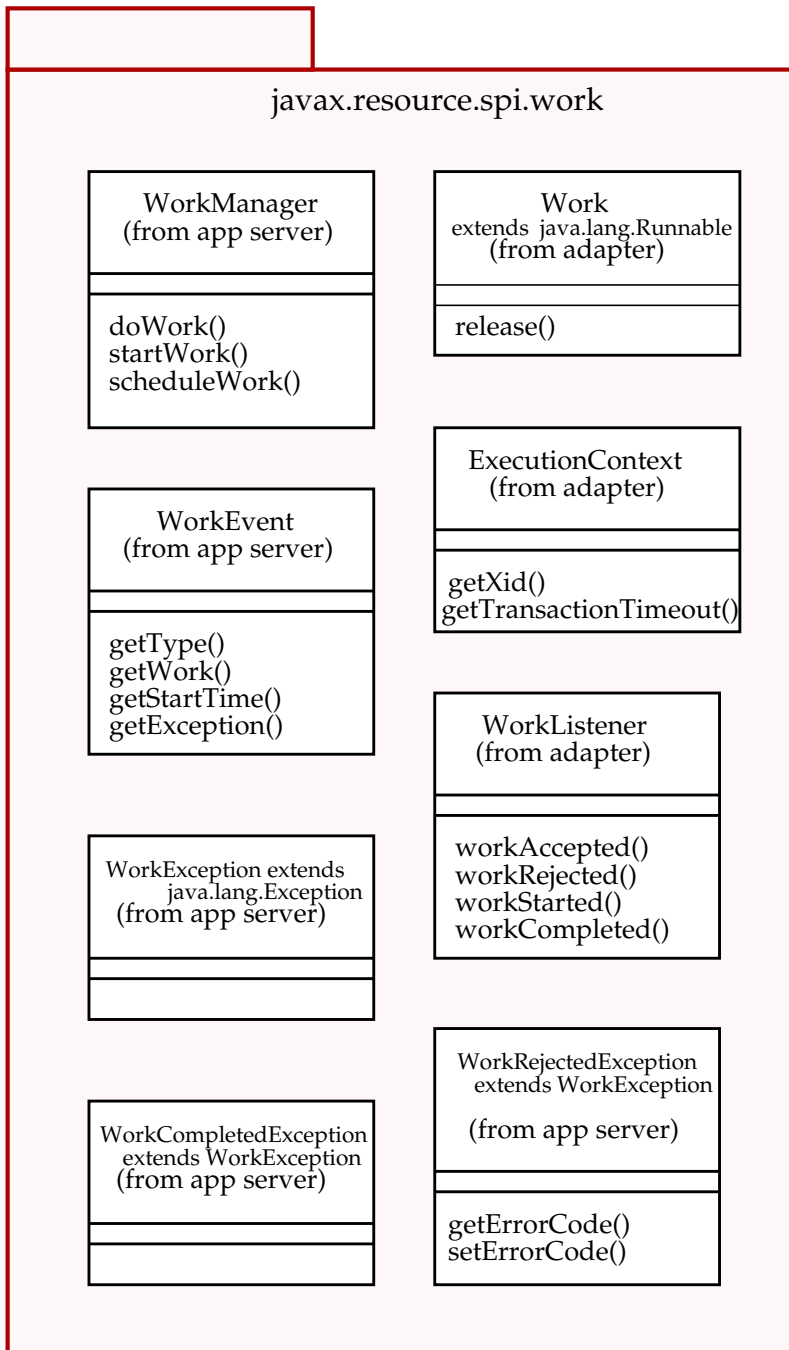 javax.resource.spi.work
WorkManager
(from app server)
doWork()
startWork()
scheduleWork()
Work
extends java.lang.Runnable
(from adapter)
release()
ExecutionContext
(from adapter)
getXid()
getTransactionTimeout()
WorkEvent
(from app server)
getType()
getWork()
getStartTime()
getException()
WorkListener
(from adapter)
workAccepted()
workRejected()
workStarted()
workCompleted()
WorkException extends
java.lang.Exception
(from app server)
WorkRejectedException
extends WorkException
(from app server)
getErrorCode()
setErrorCode()
WorkCompletedException
extends WorkException
(from app server)